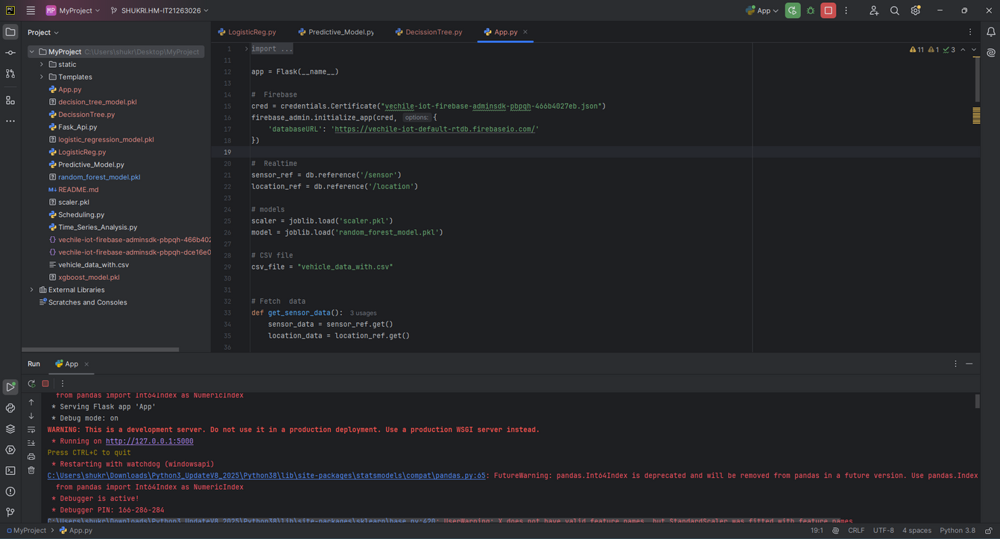 PC
MP MyProject
SHUKRI.HM-IT21263026
App
Project
LogisticReg.py
Predictive_Model.py
DecissionTree.py
App.py
MyProject C:\Users\shukr\Desktop\MyProject
static
Templates
App.py
decision_tree_model.pkl
DecissionTree.py
Fask_Api.py
logistic_regression_model.pkl
LogisticReg.py
Predictive_Model.py
random_forest_model.pkl
M↓ README.md
scaler.pkl
Scheduling.py
Time_Series_Analysis.py
{} vechile-iot-firebase-adminsdk-pbpqh-466b402
{} vechile-iot-firebase-adminsdk-pbpqh-dce16e0
vehicle_data_with.csv
xgboost_model.pkl
External Libraries
Scratches and Consoles
11 1 3
1 import ...
11
12 app = Flask(__name__)
13
14 #  Firebase
15 cred = credentials.Certificate("vechile-iot-firebase-adminsdk-pbpqh-466b4027eb.json")
16 firebase_admin.initialize_app(cred, options: {
17     'databaseURL': 'https://vechile-iot-default-rtdb.firebaseio.com/'
18 })
19
20 #  Realtime
21 sensor_ref = db.reference('/sensor')
22 location_ref = db.reference('/location')
23
24 # models
25 scaler = joblib.load('scaler.pkl')
26 model = joblib.load('random_forest_model.pkl')
27
28 # CSV file
29 csv_file = "vehicle_data_with.csv"
30
31
32 # Fetch  data
33 def get_sensor_data(): 3 usages
34     sensor_data = sensor_ref.get()
35     location_data = location_ref.get()
36
Run
App
from pandas import Int64Index as NumericIndex
* Serving Flask app 'App'
* Debug mode: on
WARNING: This is a development server. Do not use it in a production deployment. Use a production WSGI server instead.
* Running on http://127.0.0.1:5000
Press CTRL+C to quit
* Restarting with watchdog (windowsapi)
C:\Users\shukr\Downloads\Python3_UpdateV8_2025\Python38\lib\site-packages\statsmodels\compat\pandas.py:65: FutureWarning: pandas.Int64Index is deprecated and will be removed from pandas in a future version. Use pandas.Index
from pandas import Int64Index as NumericIndex
* Debugger is active!
* Debugger PIN: 166-286-284
C:\Users\shukr\Downloads\Python3_UpdateV8_2025\Python38\lib\site-packages\sklearn\base.py:420: UserWarning: X does not have valid feature names, but StandardScaler was fitted with feature names
MyProject
App.py
19:1
CRLF
UTF-8
4 spaces
Python 3.8